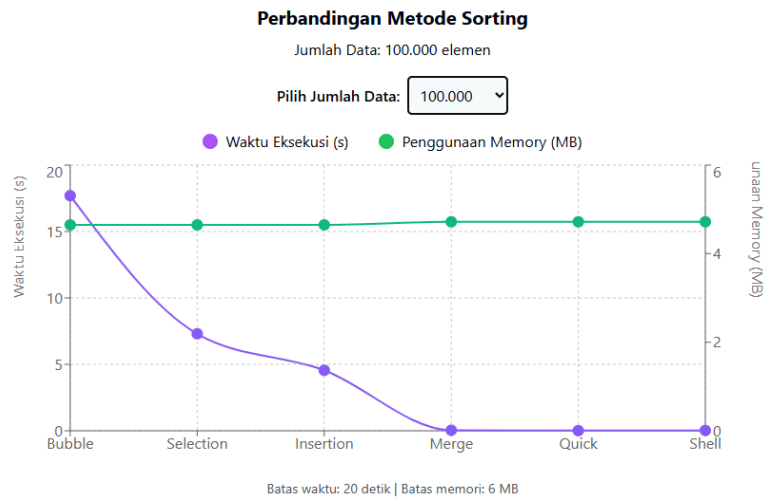 Perbandingan Metode Sorting
Jumlah Data: 100.000 elemen
Pilih Jumlah Data: 100.000
Waktu Eksekusi (s) Penggunaan Memory (MB)
Waktu Eksekusi (s)
20
15
10
5
0
6
4
2
0
unaan Memory (MB)
Bubble Selection Insertion Merge Quick Shell
Batas waktu: 20 detik | Batas memori: 6 MB